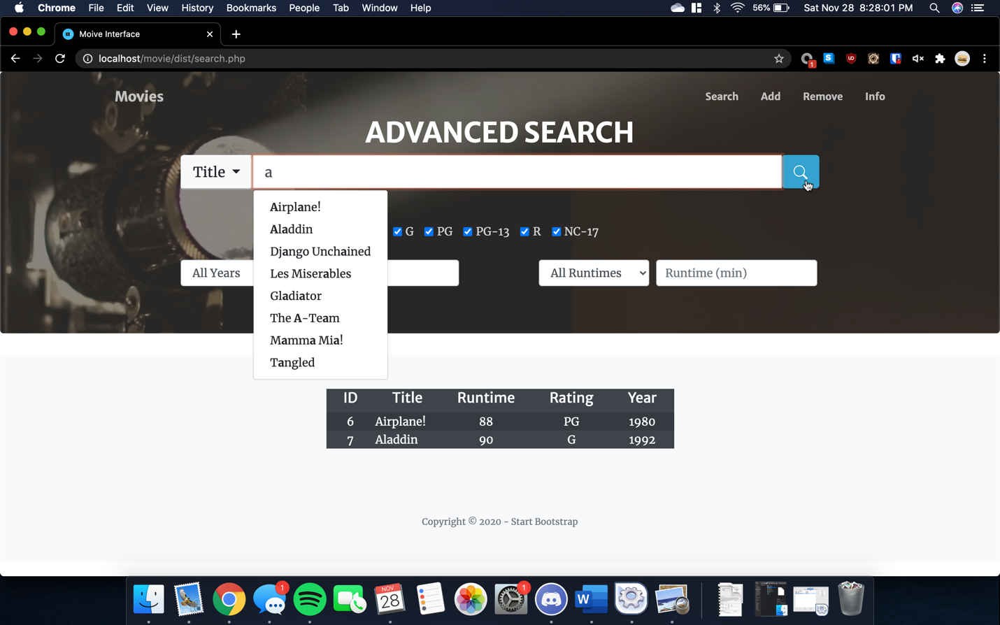 Chrome File Edit View History Bookmarks People Tab Window Help 56% Sat Nov 28 8:28:01 PM
Moive Interface
localhost/movie/dist/search.php
1
Movies Search Add Remove Info
ADVANCED SEARCH
Title a
Airplane!
Aladdin
Django Unchained
Les Miserables
Gladiator
The A-Team
Mamma Mia!
Tangled
G PG PG-13 R NC-17
All Years All Runtimes Runtime (min)
ID Title Runtime Rating Year
6 Airplane! 88 PG 1980
7 Aladdin 90 G 1992
Copyright © 2020 - Start Bootstrap
1 NOV 28 1 W